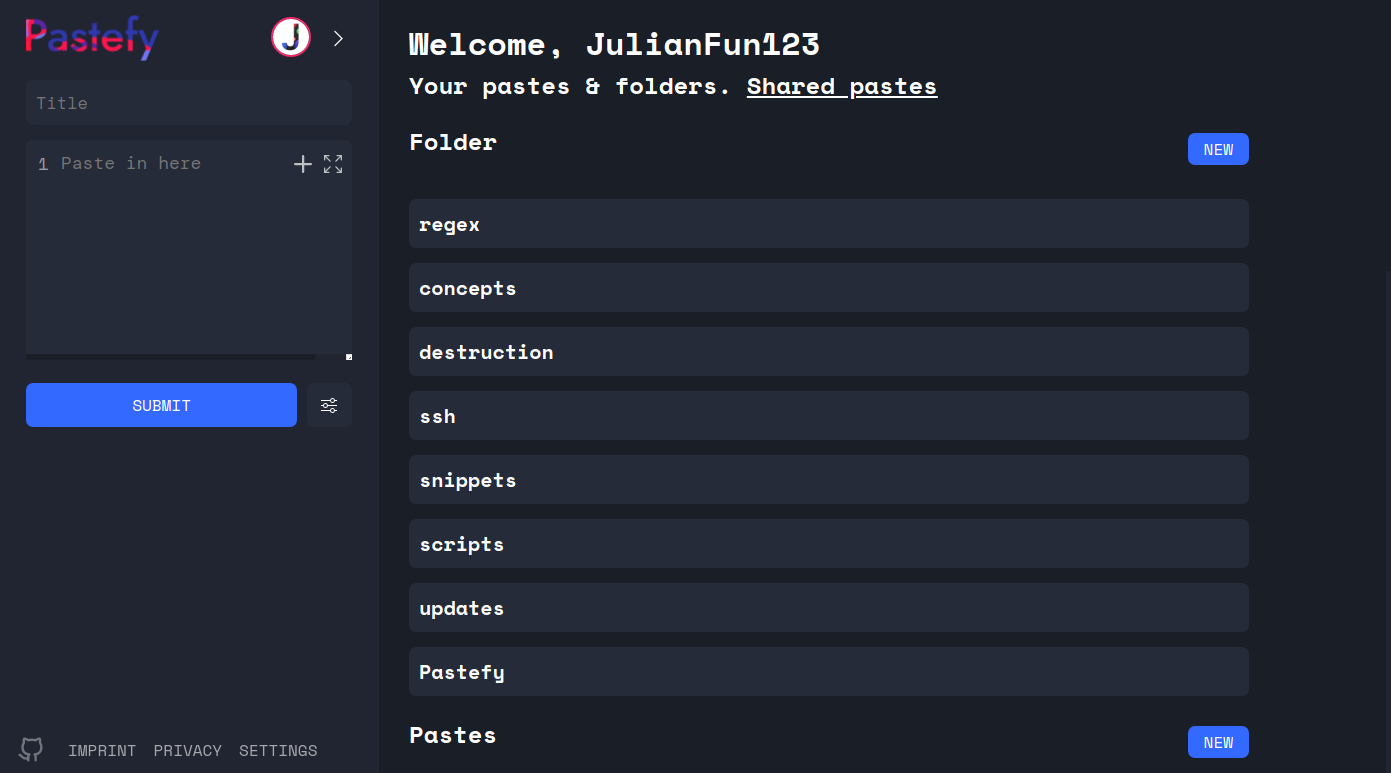 Pastefy
J
Title
1 Paste in here
SUBMIT
IMPRINT PRIVACY SETTINGS
Welcome, JulianFun123
Your pastes & folders. Shared pastes
Folder
NEW
regex
concepts
destruction
ssh
snippets
scripts
updates
Pastefy
Pastes
NEW